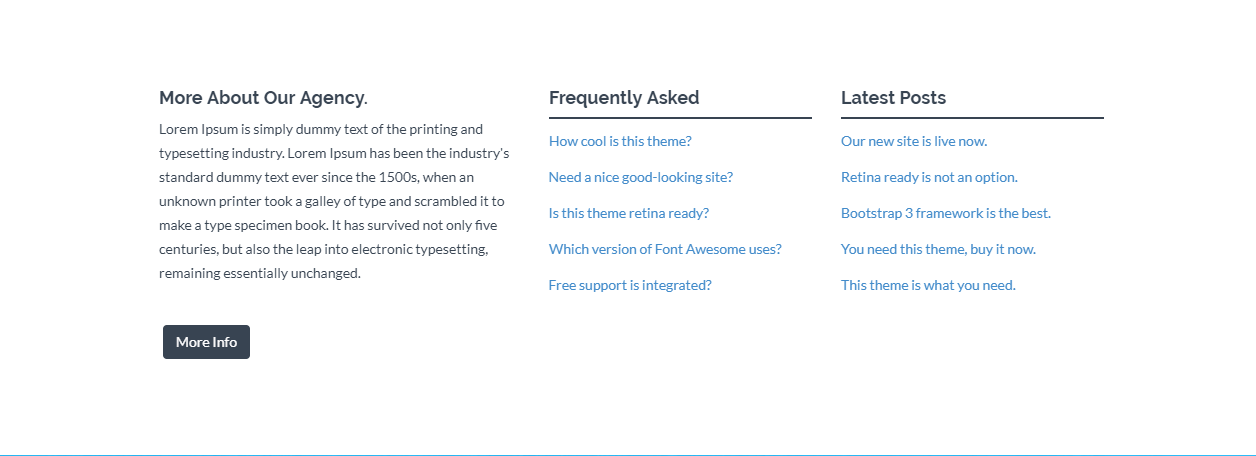 More About Our Agency.
Lorem Ipsum is simply dummy text of the printing and
typesetting industry. Lorem Ipsum has been the industry's
standard dummy text ever since the 1500s, when an
unknown printer took a galley of type and scrambled it to
make a type specimen book. It has survived not only five
centuries, but also the leap into electronic typesetting,
remaining essentially unchanged.
More Info
Frequently Asked
How cool is this theme?
Need a nice good-looking site?
Is this theme retina ready?
Which version of Font Awesome uses?
Free support is integrated?
Latest Posts
Our new site is live now.
Retina ready is not an option.
Bootstrap 3 framework is the best.
You need this theme, buy it now.
This theme is what you need.